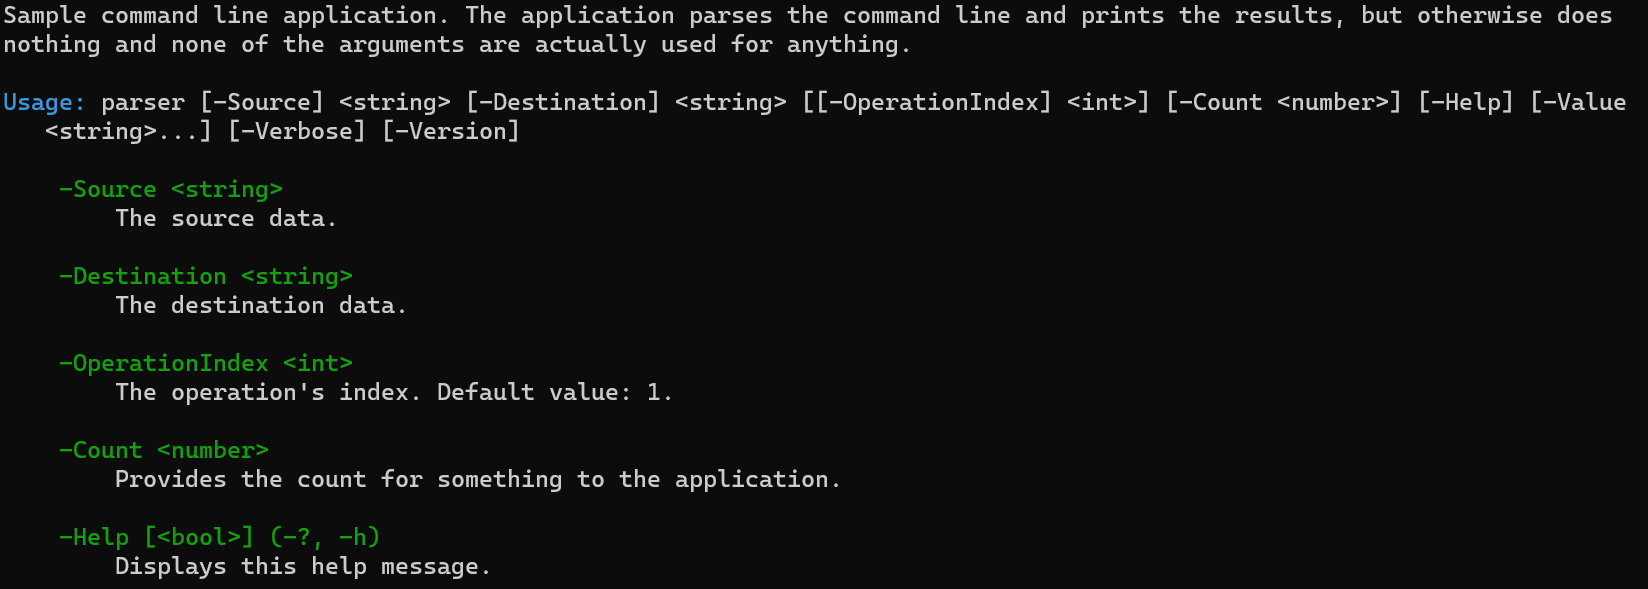 Sample command line application. The application parses the command line and prints the results, but otherwise does
nothing and none of the arguments are actually used for anything.
Usage: parser [-Source] <string> [-Destination] <string> [[-OperationIndex] <int>] [-Count <number>] [-Help] [-Value
<string>...] [-Verbose] [-Version]
-Source <string>
The source data.
-Destination <string>
The destination data.
-OperationIndex <int>
The operation's index. Default value: 1.
-Count <number>
Provides the count for something to the application.
-Help [<bool>] (-?, -h)
Displays this help message.